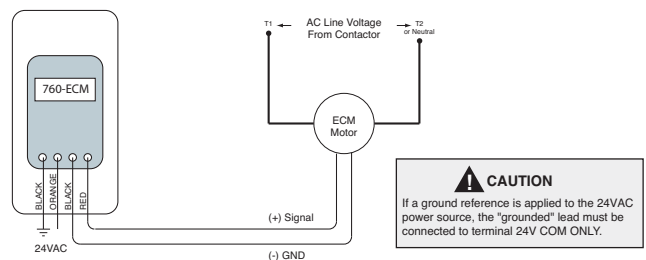 T1
AC Line Voltage
From Contactor
T2
or Neutral
760-ECM
ECM
Motor
BLACK
ORANGE
BLACK
RED
24VAC
(+) Signal
(-) GND
! CAUTION
If a ground reference is applied to the 24VAC
power source, the "grounded" lead must be
connected to terminal 24V COM ONLY.